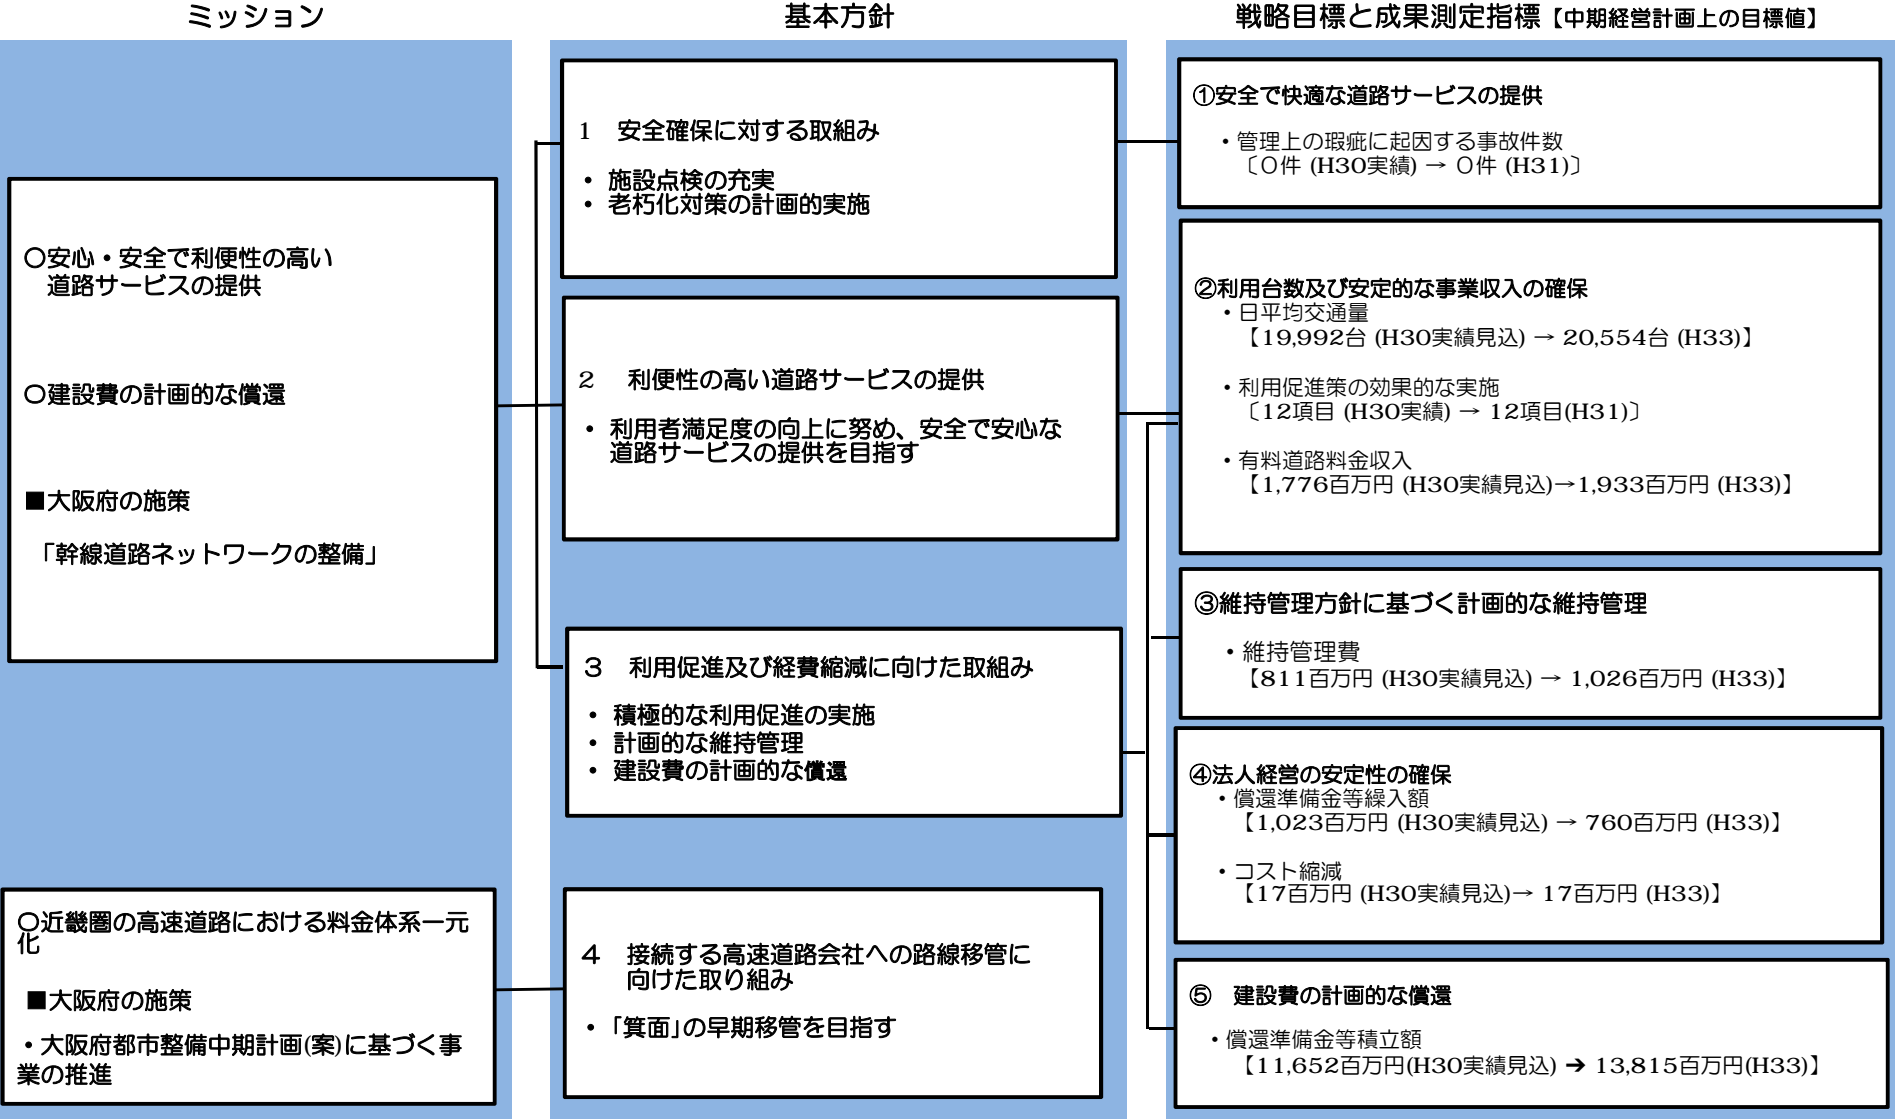 ミッション
基本方針
戦略目標と成果測定指標【中期経営計画上の目標値】
〇安心・安全で利便性の高い
道路サービスの提供
〇建設費の計画的な償還
■大阪府の施策
「幹線道路ネットワークの整備」
〇近畿圏の高速道路における料金体系一元
化
■大阪府の施策
・大阪府都市整備中期計画(案)に基づく事
業の推進
1　安全確保に対する取組み
・ 施設点検の充実
・ 老朽化対策の計画的実施
2　利便性の高い道路サービスの提供
・ 利用者満足度の向上に努め、安全で安心な
道路サービスの提供を目指す
3　利用促進及び経費縮減に向けた取組み
・ 積極的な利用促進の実施
・ 計画的な維持管理
・ 建設費の計画的な償還
4　接続する高速道路会社への路線移管に
向けた取り組み
・ 「箕面」の早期移管を目指す
①安全で快適な道路サービスの提供
・管理上の瑕疵に起因する事故件数
〔0件 (H30実績) → 0件 (H31)〕
②利用台数及び安定的な事業収入の確保
・日平均交通量
【19,992台 (H30実績見込) → 20,554台 (H33)】
・利用促進策の効果的な実施
〔12項目 (H30実績) → 12項目(H31)〕
・有料道路料金収入
【1,776百万円 (H30実績見込)→1,933百万円 (H33)】
③維持管理方針に基づく計画的な維持管理
・維持管理費
【811百万円 (H30実績見込) → 1,026百万円 (H33)】
④法人経営の安定性の確保
・償還準備金等繰入額
【1,023百万円 (H30実績見込) → 760百万円 (H33)】
・コスト縮減
【17百万円 (H30実績見込)→ 17百万円 (H33)】
⑤　建設費の計画的な償還
・償還準備金等積立額
【11,652百万円(H30実績見込) ➔ 13,815百万円(H33)】